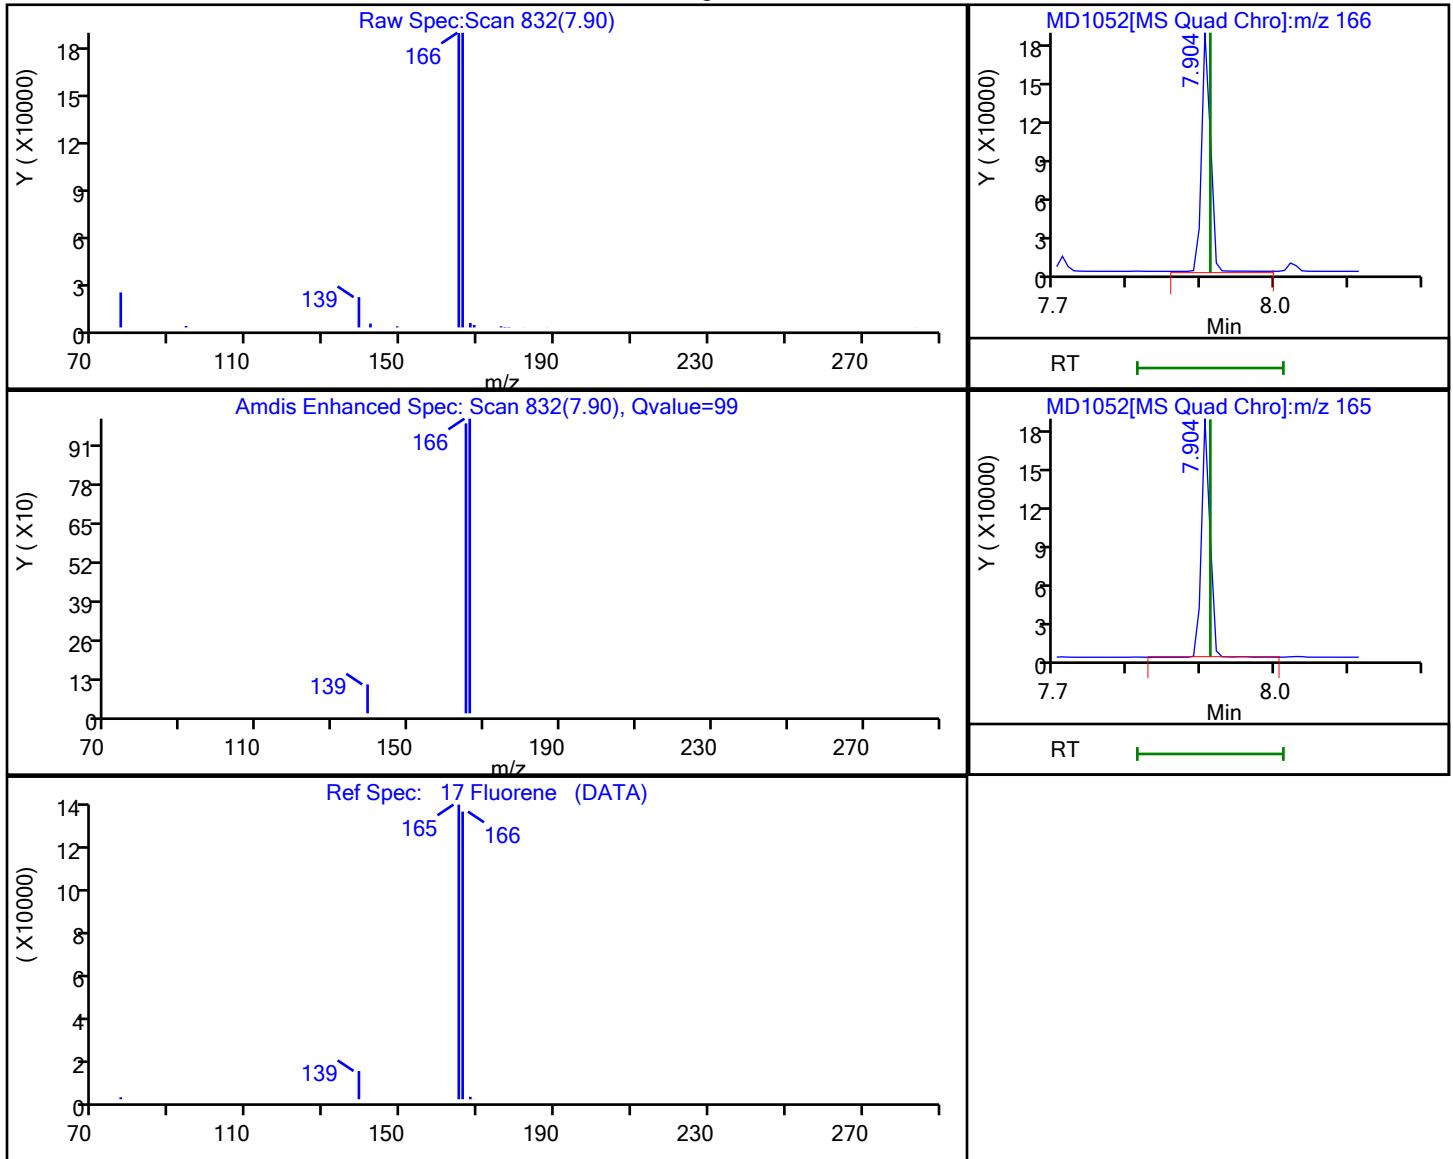 Raw Spec:Scan 832(7.90)
Y ( X10000)
18
15
12
9
6
3
0
166
139
70 110 150 190 230 270
m/z
MD1052[MS Quad Chro]:m/z 166
Y ( X10000)
18
15
12
9
6
3
0
7.904
7.7 8.0
Min
RT
Amdis Enhanced Spec: Scan 832(7.90), Qvalue=99
Y ( X10)
91
78
65
52
39
26
13
0
166
139
70 110 150 190 230 270
m/z
MD1052[MS Quad Chro]:m/z 165
Y ( X10000)
18
15
12
9
6
3
0
7.904
7.7 8.0
Min
RT
Ref Spec: 17 Fluorene (DATA)
( X10000)
14
12
10
8
6
4
2
0
165
166
139
70 110 150 190 230 270